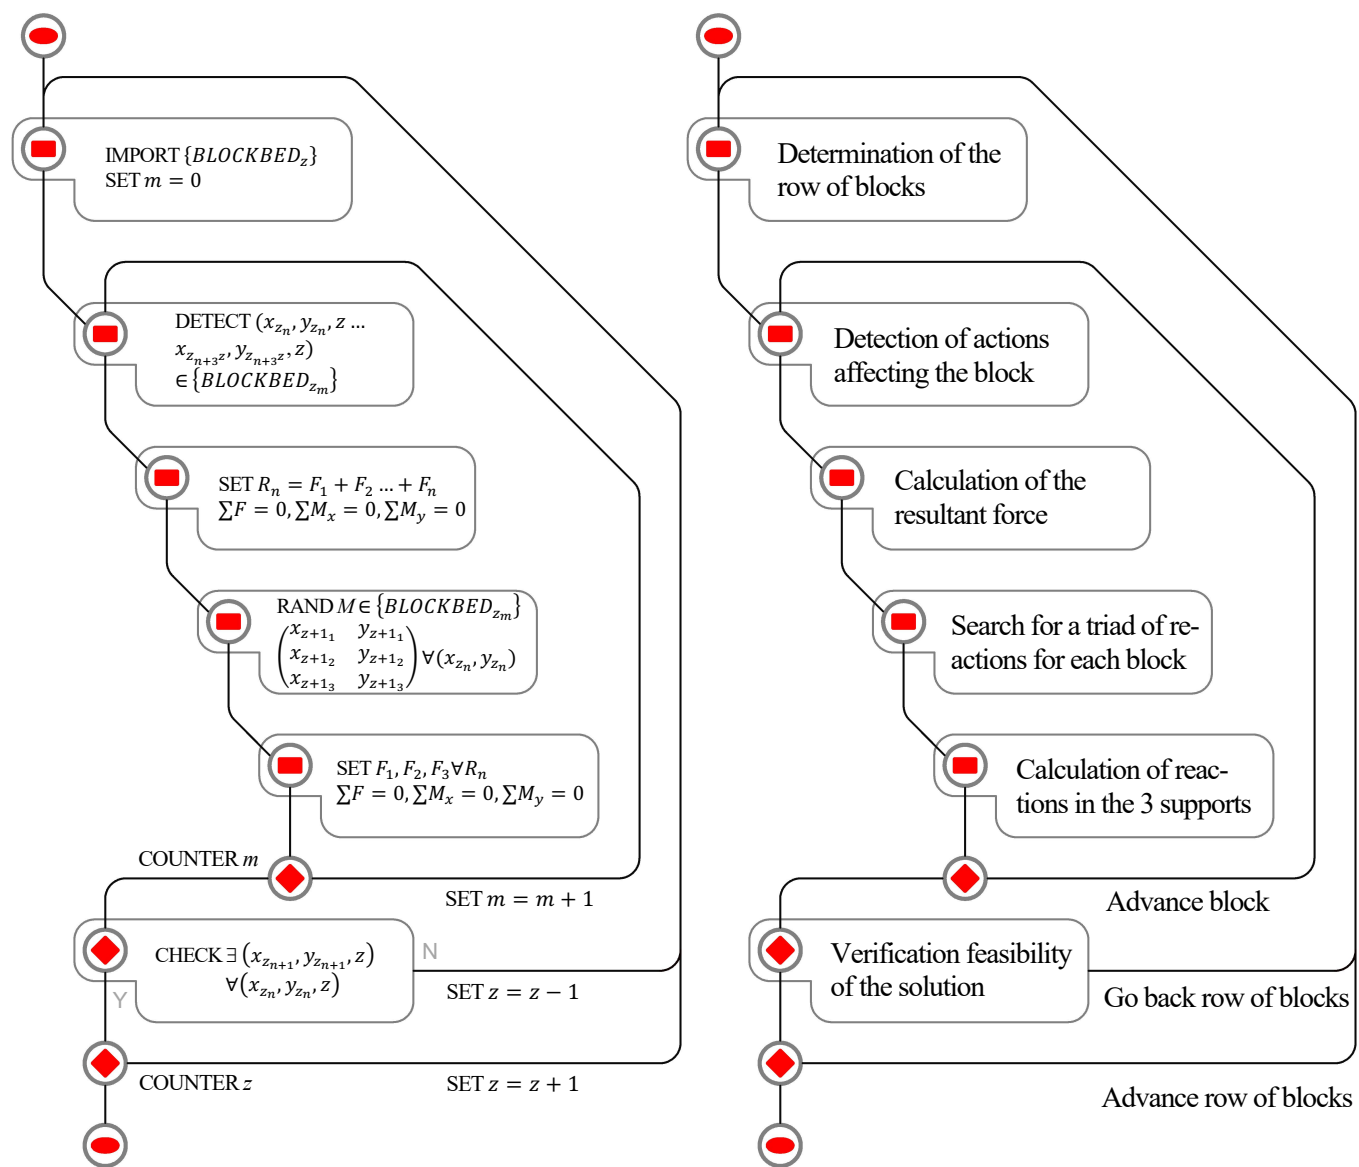 IMPORT {BLOCKBED_z}
SET m = 0
DETECT (x_{z_n}, y_{z_n}, z ...
x_{z_{n+3^z}}, y_{z_{n+3^z}}, z)
∈ {BLOCKBED_{z_m}}
SET R_n = F_1 + F_2 ... + F_n
∑F = 0, ∑M_x = 0, ∑M_y = 0
RAND M ∈ {BLOCKBED_{z_m}}
(x_{z+1_1} y_{z+1_1}
x_{z+1_2} y_{z+1_2}
x_{z+1_3} y_{z+1_3}) ∀(x_{z_n}, y_{z_n})
SET F_1, F_2, F_3 ∀R_n
∑F = 0, ∑M_x = 0, ∑M_y = 0
COUNTER m
SET m = m + 1
CHECK ∃ (x_{z_{n+1}}, y_{z_{n+1}}, z)
∀(x_{z_n}, y_{z_n}, z)
N
SET z = z − 1
Y
COUNTER z
SET z = z + 1
Determination of the
row of blocks
Detection of actions
affecting the block
Calculation of the
resultant force
Search for a triad of re-
actions for each block
Calculation of reac-
tions in the 3 supports
Advance block
Verification feasibility
of the solution
Go back row of blocks
Advance row of blocks